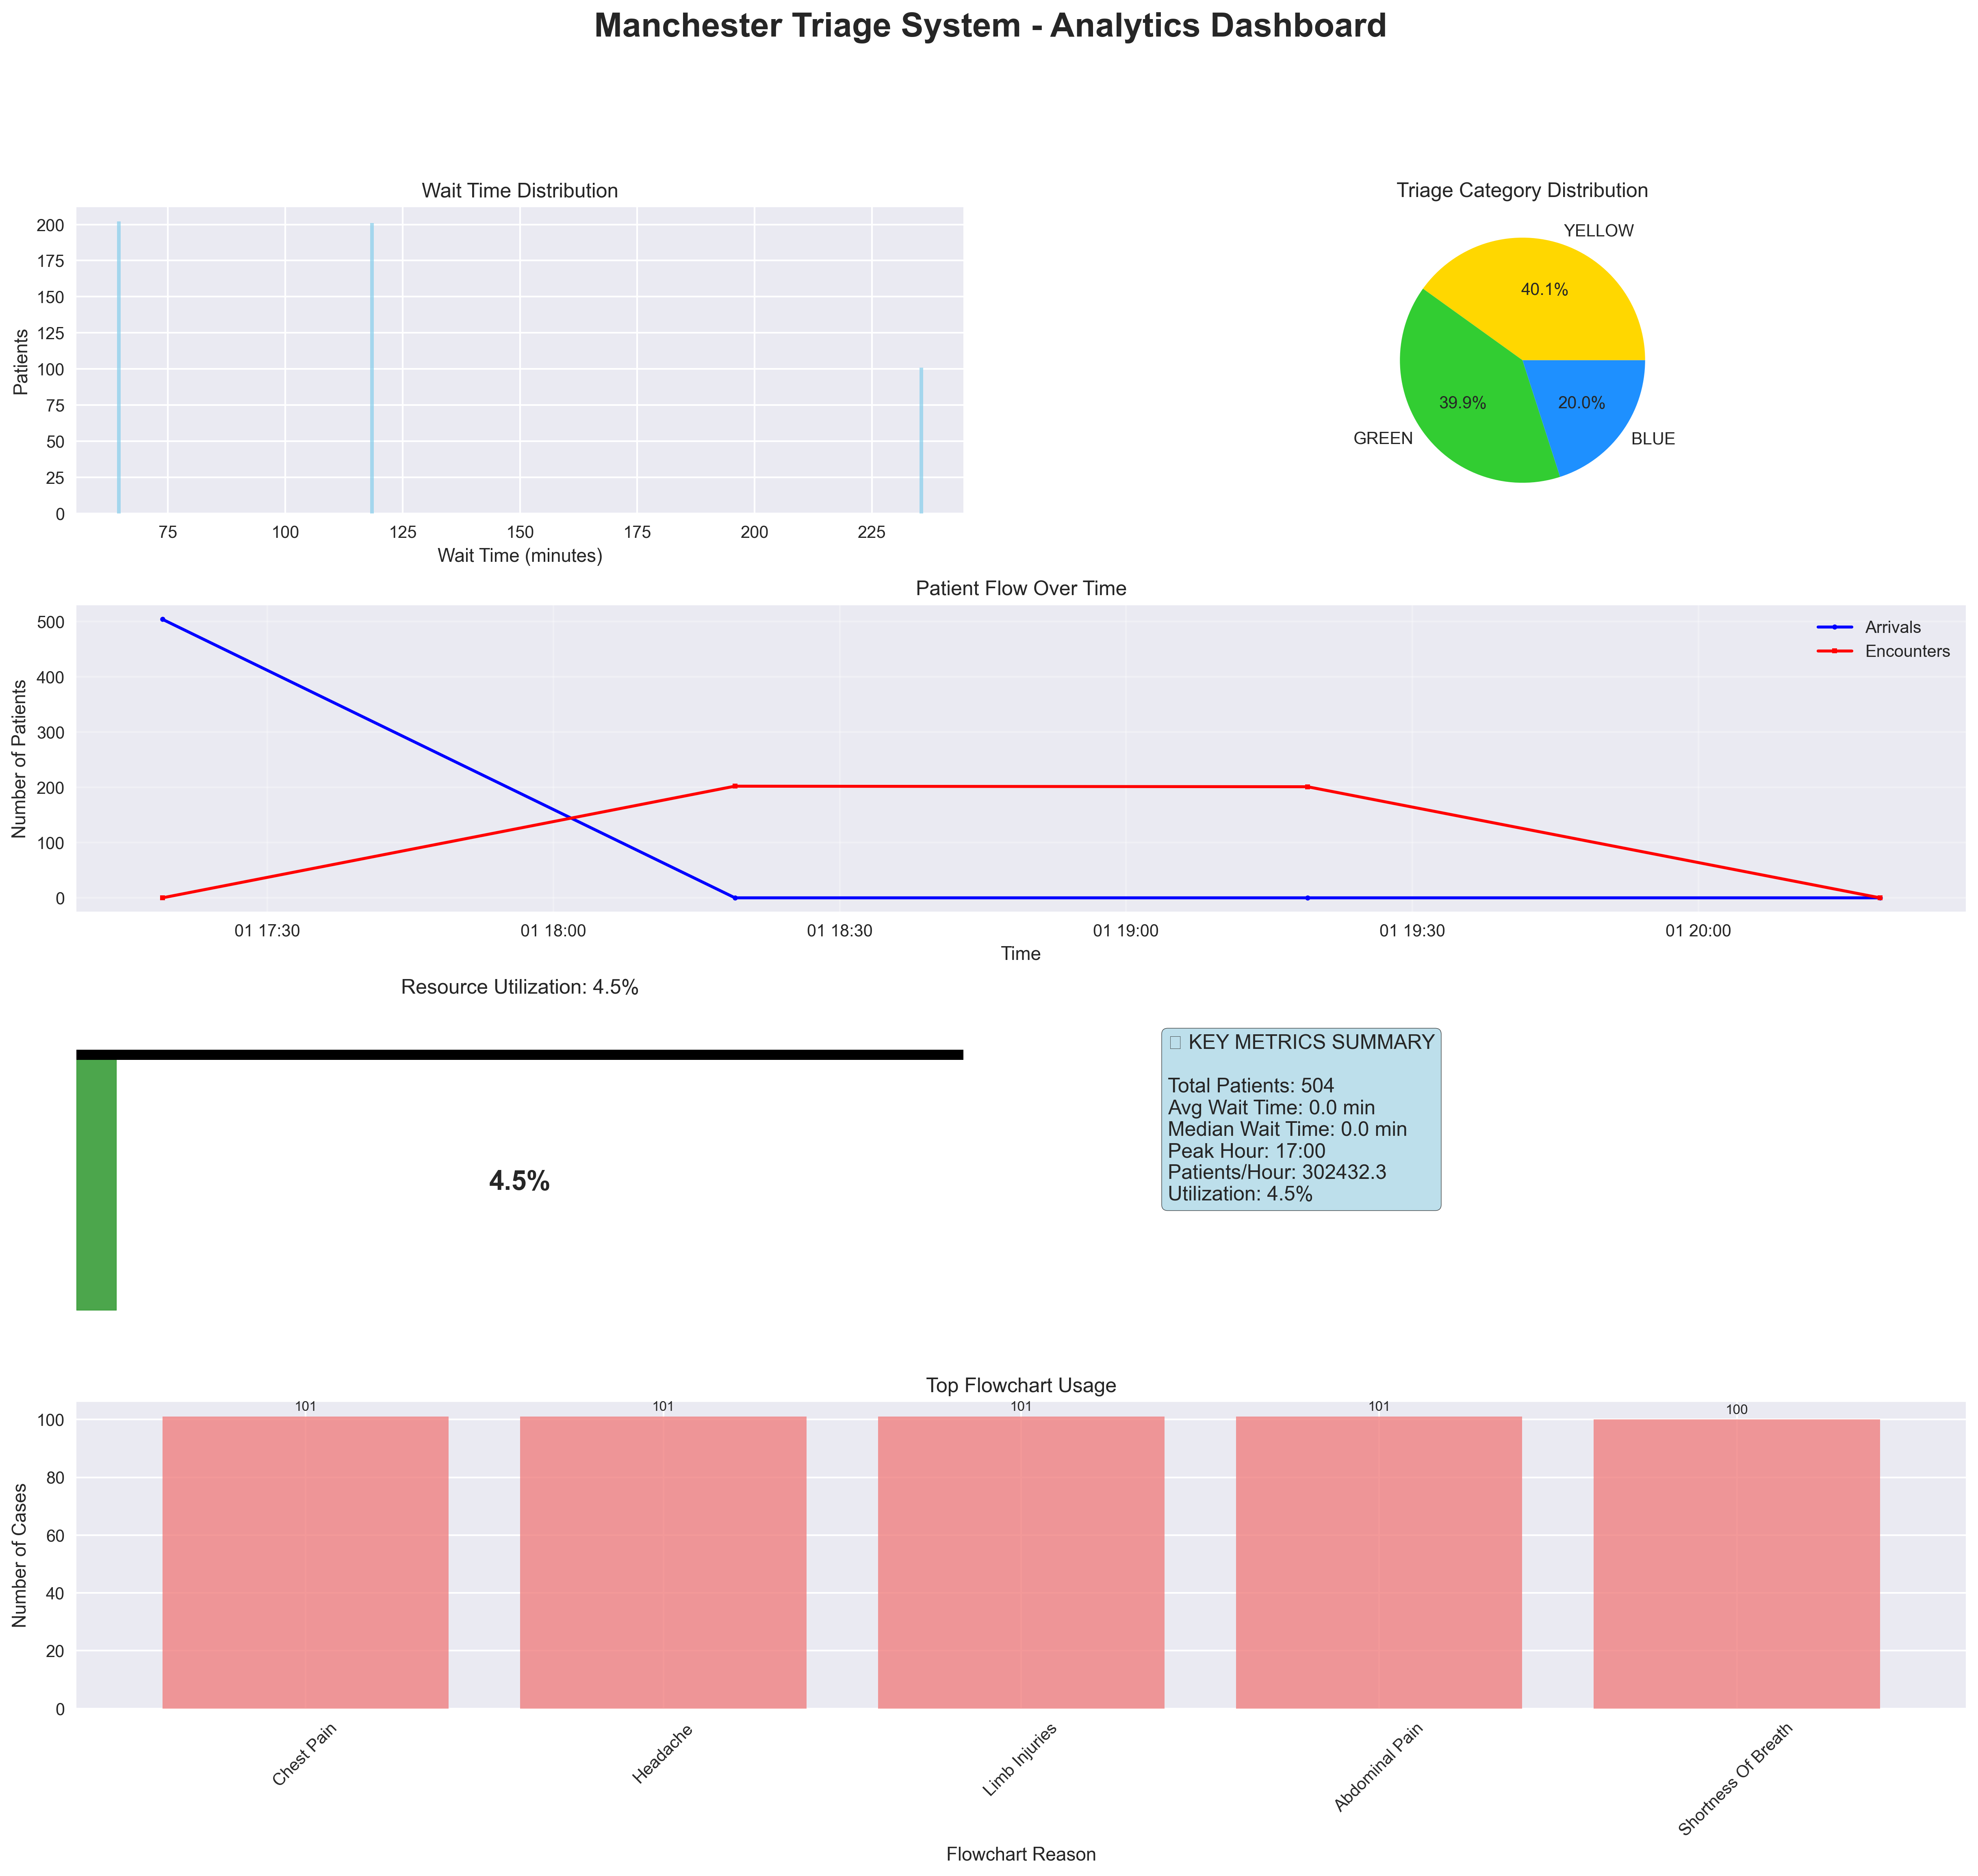 Manchester Triage System - Analytics Dashboard
Wait Time Distribution
Patients
200
175
150
125
100
75
50
25
0
75 100 125 150 175 200 225
Wait Time (minutes)
Triage Category Distribution
YELLOW
40.1%
39.9%
20.0%
GREEN
BLUE
Patient Flow Over Time
Number of Patients
500
400
300
200
100
0
Arrivals
Encounters
01 17:30 01 18:00 01 18:30 01 19:00 01 19:30 01 20:00
Time
Resource Utilization: 4.5%
4.5%
KEY METRICS SUMMARY
Total Patients: 504
Avg Wait Time: 0.0 min
Median Wait Time: 0.0 min
Peak Hour: 17:00
Patients/Hour: 302432.3
Utilization: 4.5%
Top Flowchart Usage
Number of Cases
100
80
60
40
20
0
101 101 101 101 100
Chest Pain
Headache
Limb Injuries
Abdominal Pain
Shortness Of Breath
Flowchart Reason